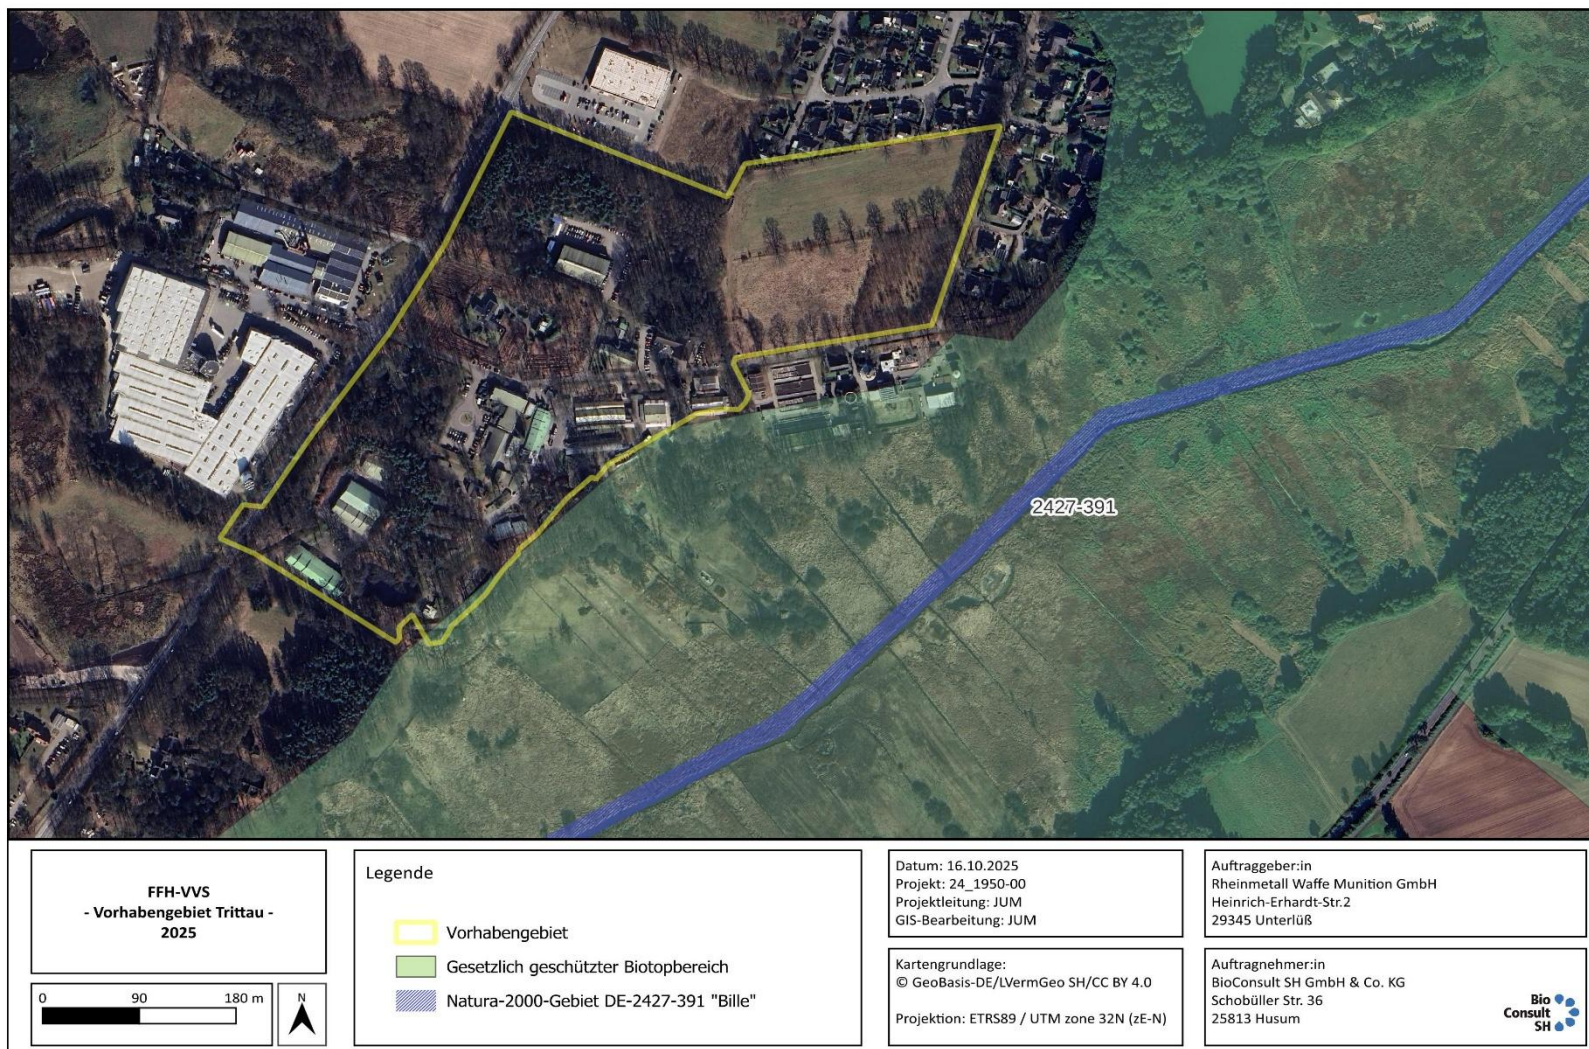 2427-391
FFH-VVS
- Vorhabengebiet Trittau -
2025
0 90 180 m
N
Legende
Vorhabengebiet
Gesetzlich geschützter Biotopbereich
Natura-2000-Gebiet DE-2427-391 "Bille"
Datum: 16.10.2025
Projekt: 24_1950-00
Projektleitung: JUM
GIS-Bearbeitung: JUM
Kartengrundlage:
© GeoBasis-DE/LVermGeo SH/CC BY 4.0
Projektion: ETRS89 / UTM zone 32N (zE-N)
Auftraggeber:in
Rheinmetall Waffe Munition GmbH
Heinrich-Erhardt-Str.2
29345 Unterlüß
Auftragnehmer:in
BioConsult SH GmbH & Co. KG
Schobüller Str. 36
25813 Husum
Bio
Consult
SH